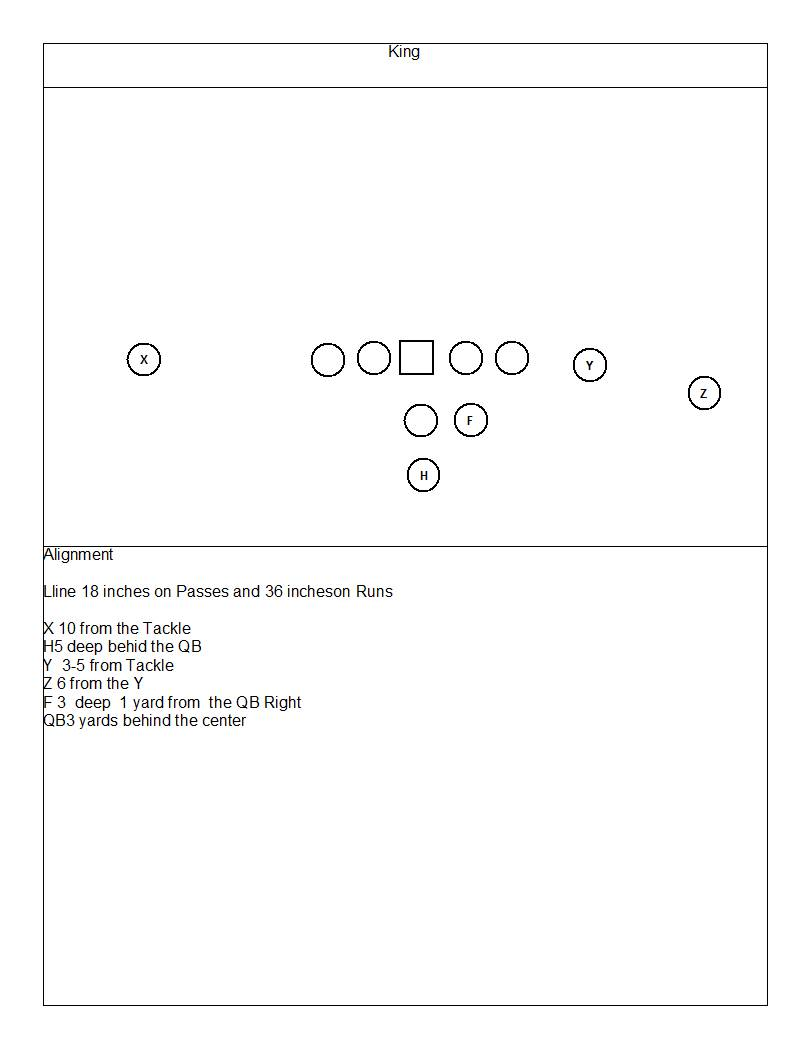 King
X
Y
Z
F
H
Alignment
Lline 18 inches on Passes and 36 incheson Runs
X 10 from the Tackle
H5 deep behid the QB
Y  3-5 from Tackle
Z 6 from the Y
F 3  deep  1 yard from  the QB Right
QB3 yards behind the center